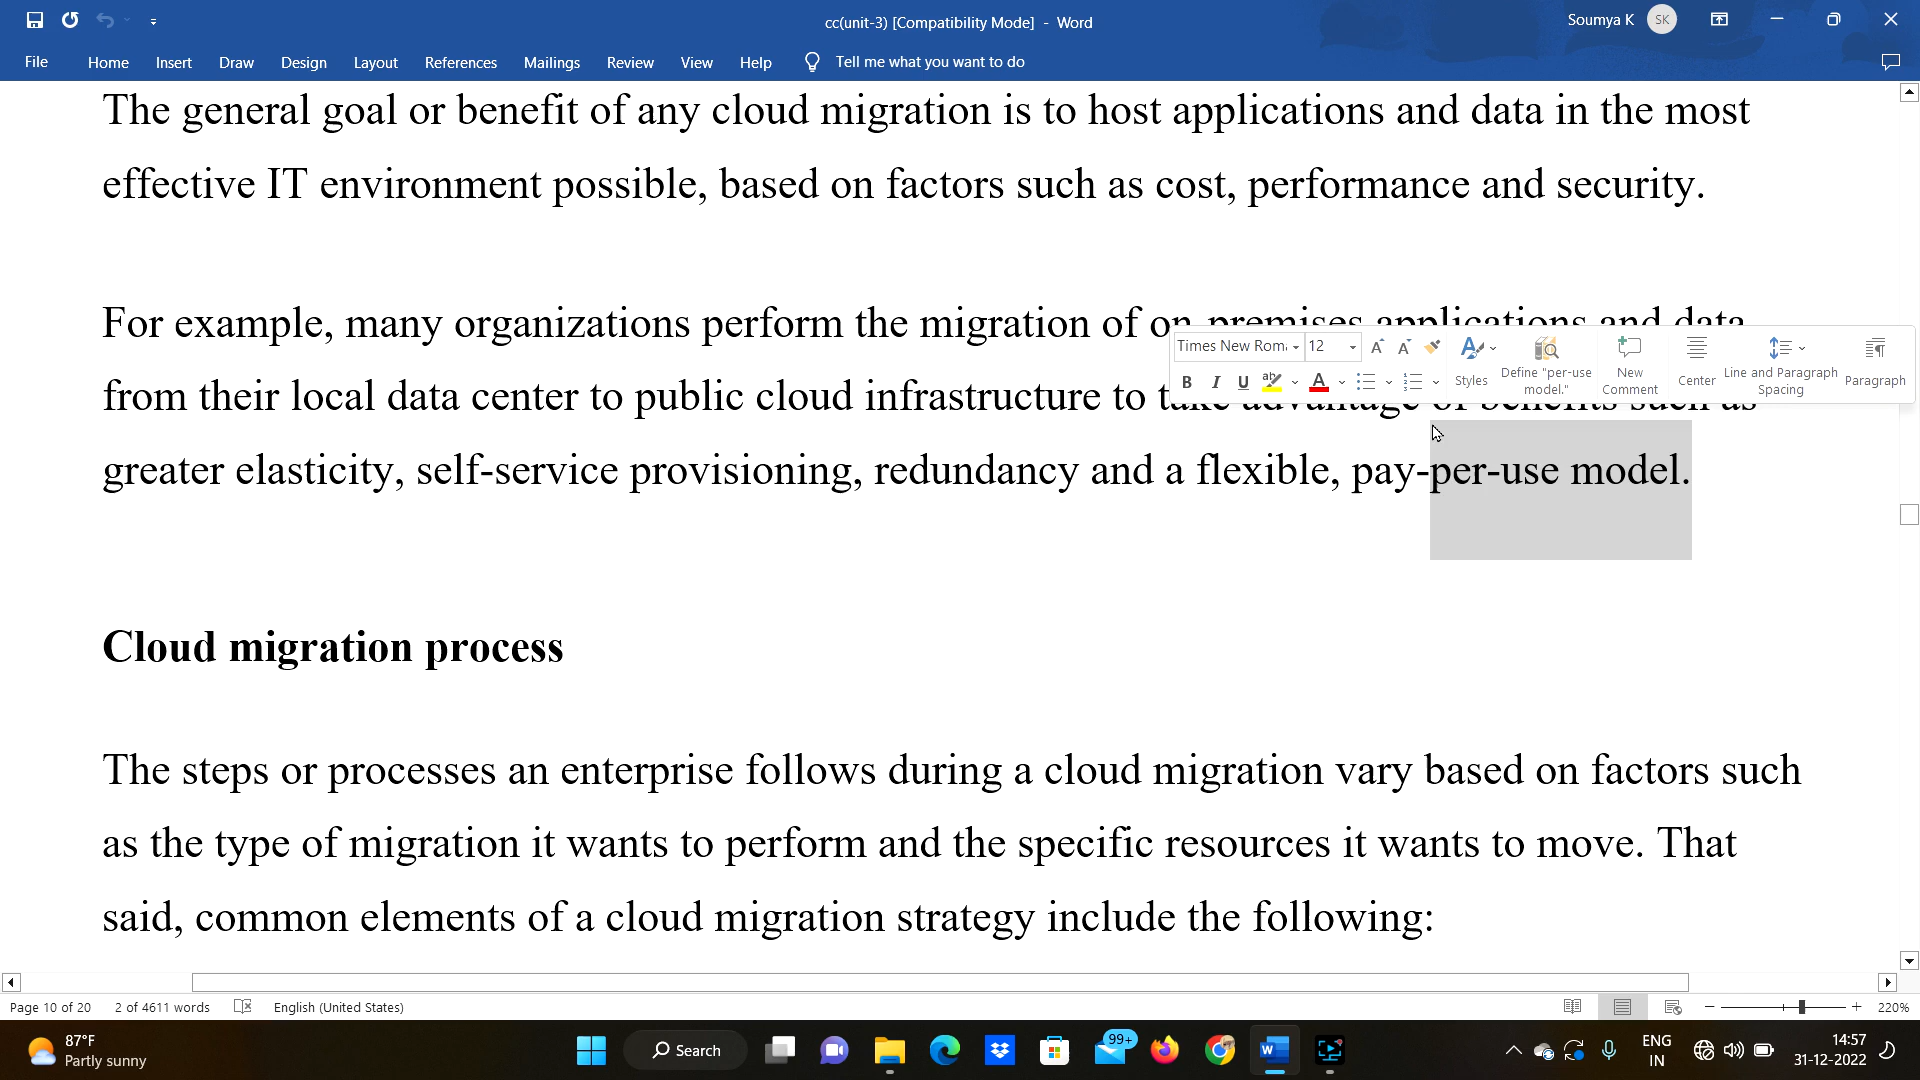 cc(unit-3) [Compatibility Mode] - Word
Soumya K
SK
File Home Insert Draw Design Layout References Mailings Review View Help Tell me what you want to do
The general goal or benefit of any cloud migration is to host applications and data in the most
effective IT environment possible, based on factors such as cost, performance and security.
For example, many organizations perform the migration of on-premises applications and data
Times New Rom 12
Styles
Define "per-use model."
New Comment
Center
Line and Paragraph Spacing
Paragraph
B I U
from their local data center to public cloud infrastructure to take advantage of benefits such as
greater elasticity, self-service provisioning, redundancy and a flexible, pay-per-use model.
Cloud migration process
The steps or processes an enterprise follows during a cloud migration vary based on factors such
as the type of migration it wants to perform and the specific resources it wants to move. That
said, common elements of a cloud migration strategy include the following:
Page 10 of 20 2 of 4611 words English (United States) 220%
87°F
Partly sunny
Search
99+
ENG
IN
14:57
31-12-2022